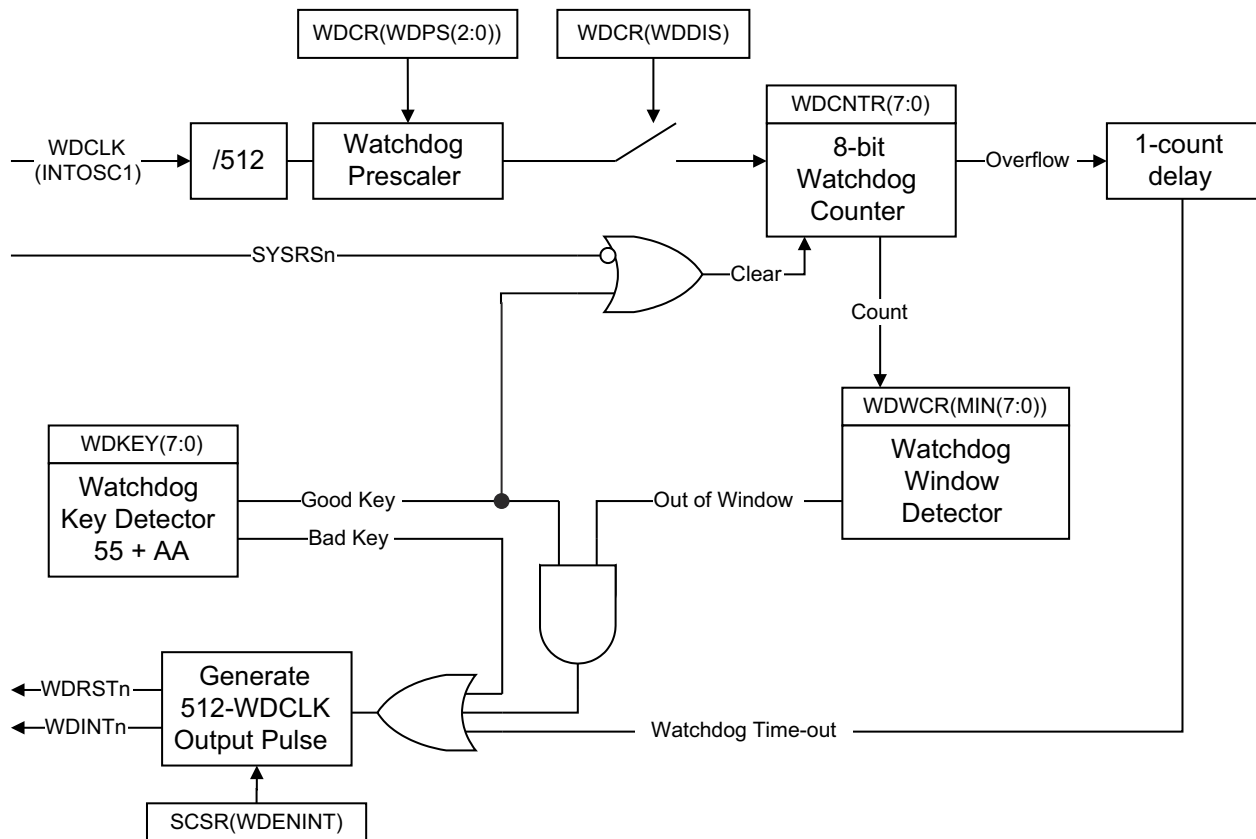 WDCR(WDPS(2:0))
WDCR(WDDIS)
WDCNTR(7:0)
WDCLK
(INTOSC1)
/512
Watchdog
Prescaler
8-bit
Watchdog
Counter
Overflow
1-count
delay
SYSRSn
Clear
Count
WDWCR(MIN(7:0))
Watchdog
Window
Detector
WDKEY(7:0)
Watchdog
Key Detector
55 + AA
Good Key
Bad Key
Out of Window
Generate
512-WDCLK
Output Pulse
WDRSTn
WDINTn
Watchdog Time-out
SCSR(WDENINT)